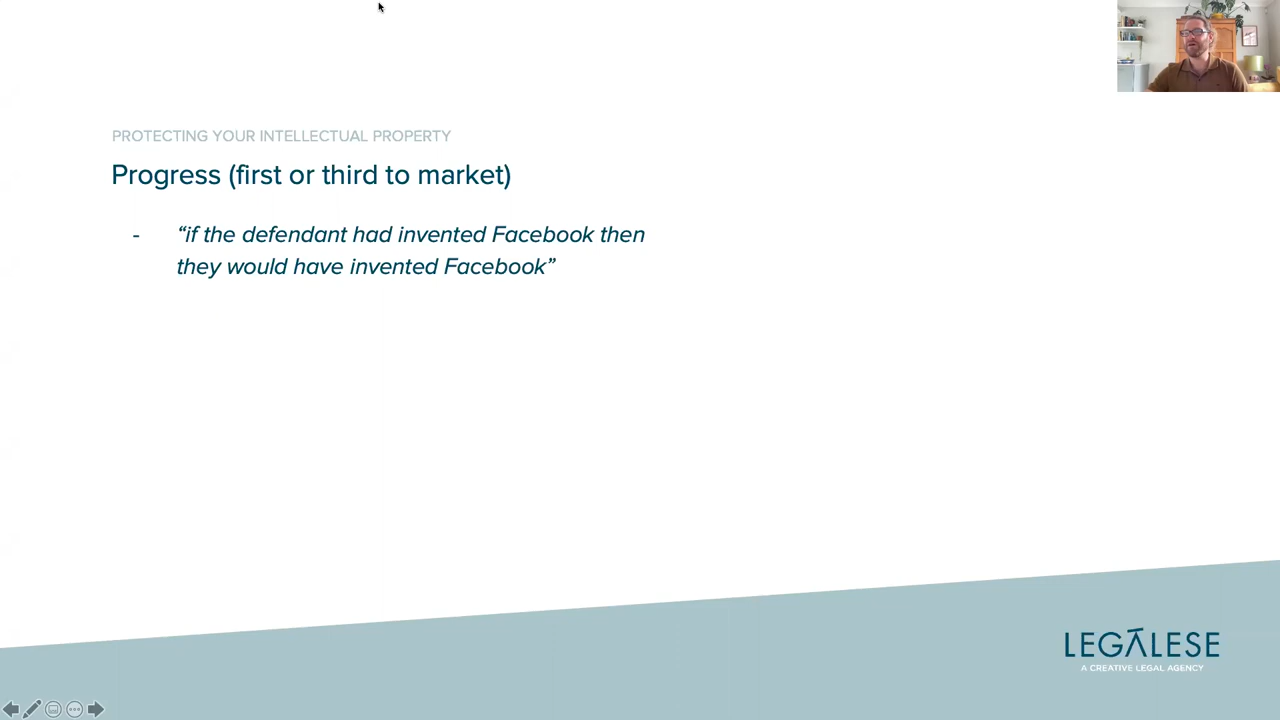 PROTECTING YOUR INTELLECTUAL PROPERTY
Progress (first or third to market)
- “if the defendant had invented Facebook then
they would have invented Facebook”
LEGALESE
A CREATIVE LEGAL AGENCY